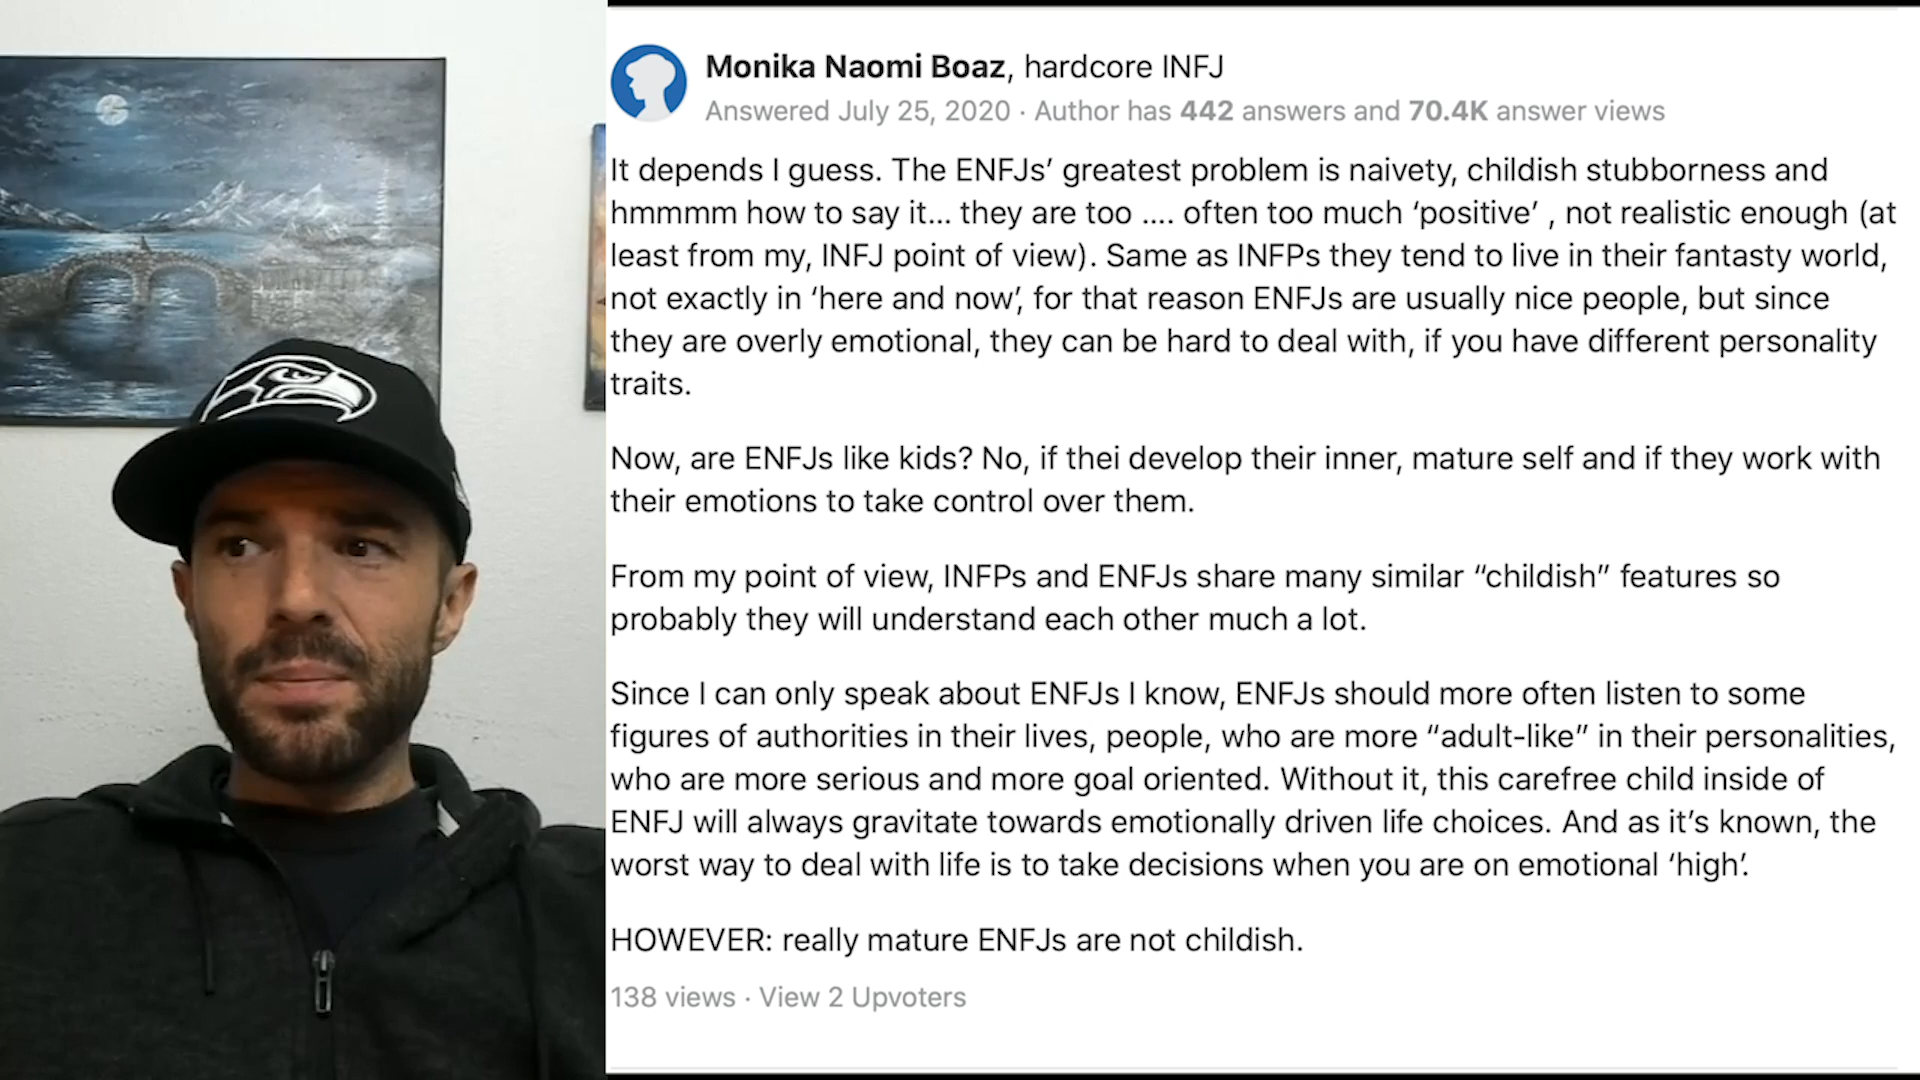 Monika Naomi Boaz, hardcore INFJ
Answered July 25, 2020 · Author has 442 answers and 70.4K answer views
It depends I guess. The ENFJs’ greatest problem is naivety, childish stubborness and
hmmmm how to say it... they are too .... often too much ‘positive’ , not realistic enough (at
least from my, INFJ point of view). Same as INFPs they tend to live in their fantasty world,
not exactly in ‘here and now’, for that reason ENFJs are usually nice people, but since
they are overly emotional, they can be hard to deal with, if you have different personality
traits.
Now, are ENFJs like kids? No, if thei develop their inner, mature self and if they work with
their emotions to take control over them.
From my point of view, INFPs and ENFJs share many similar “childish” features so
probably they will understand each other much a lot.
Since I can only speak about ENFJs I know, ENFJs should more often listen to some
figures of authorities in their lives, people, who are more “adult-like” in their personalities,
who are more serious and more goal oriented. Without it, this carefree child inside of
ENFJ will always gravitate towards emotionally driven life choices. And as it’s known, the
worst way to deal with life is to take decisions when you are on emotional ‘high’.
HOWEVER: really mature ENFJs are not childish.
138 views · View 2 Upvoters